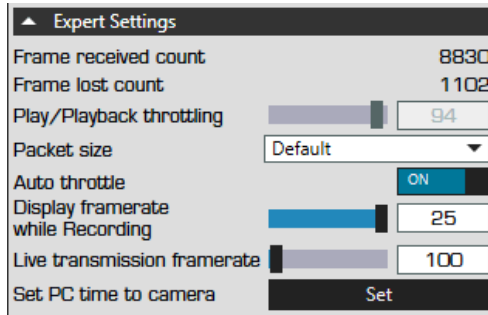 Expert Settings
Frame received count 8830
Frame lost count 1102
Play/Playback throttling 94
Packet size Default
Auto throttle ON
Display framerate
while Recording 25
Live transmission framerate 100
Set PC time to camera Set